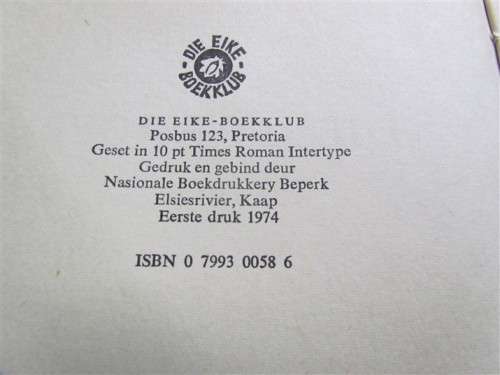 DIE EIKE-
BOEKKLUB
DIE EIKE-BOEKKLUB
Posbus 123, Pretoria
Geset in 10 pt Times Roman Intertype
Gedruk en gebind deur
Nasionale Boekdrukkery Beperk
Elsiesrivier, Kaap
Eerste druk 1974
ISBN 0 7993 0058 6